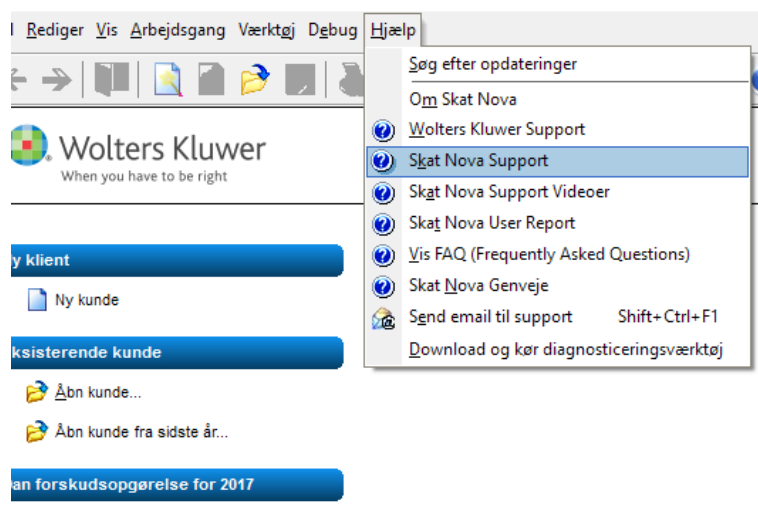 Rediger Vis Arbejdsgang Værktøj Debug Hjælp
Søg efter opdateringer
Om Skat Nova
Wolters Kluwer Support
Skat Nova Support
Skat Nova Support Videoer
Skat Nova User Report
Vis FAQ (Frequently Asked Questions)
Skat Nova Genveje
Send email til support Shift+Ctrl+F1
Download og kør diagnosticeringsværktøj
Wolters Kluwer
When you have to be right
y klient
Ny kunde
ksisterende kunde
Åbn kunde...
Åbn kunde fra sidste år...
an forskudsopgørelse for 2017